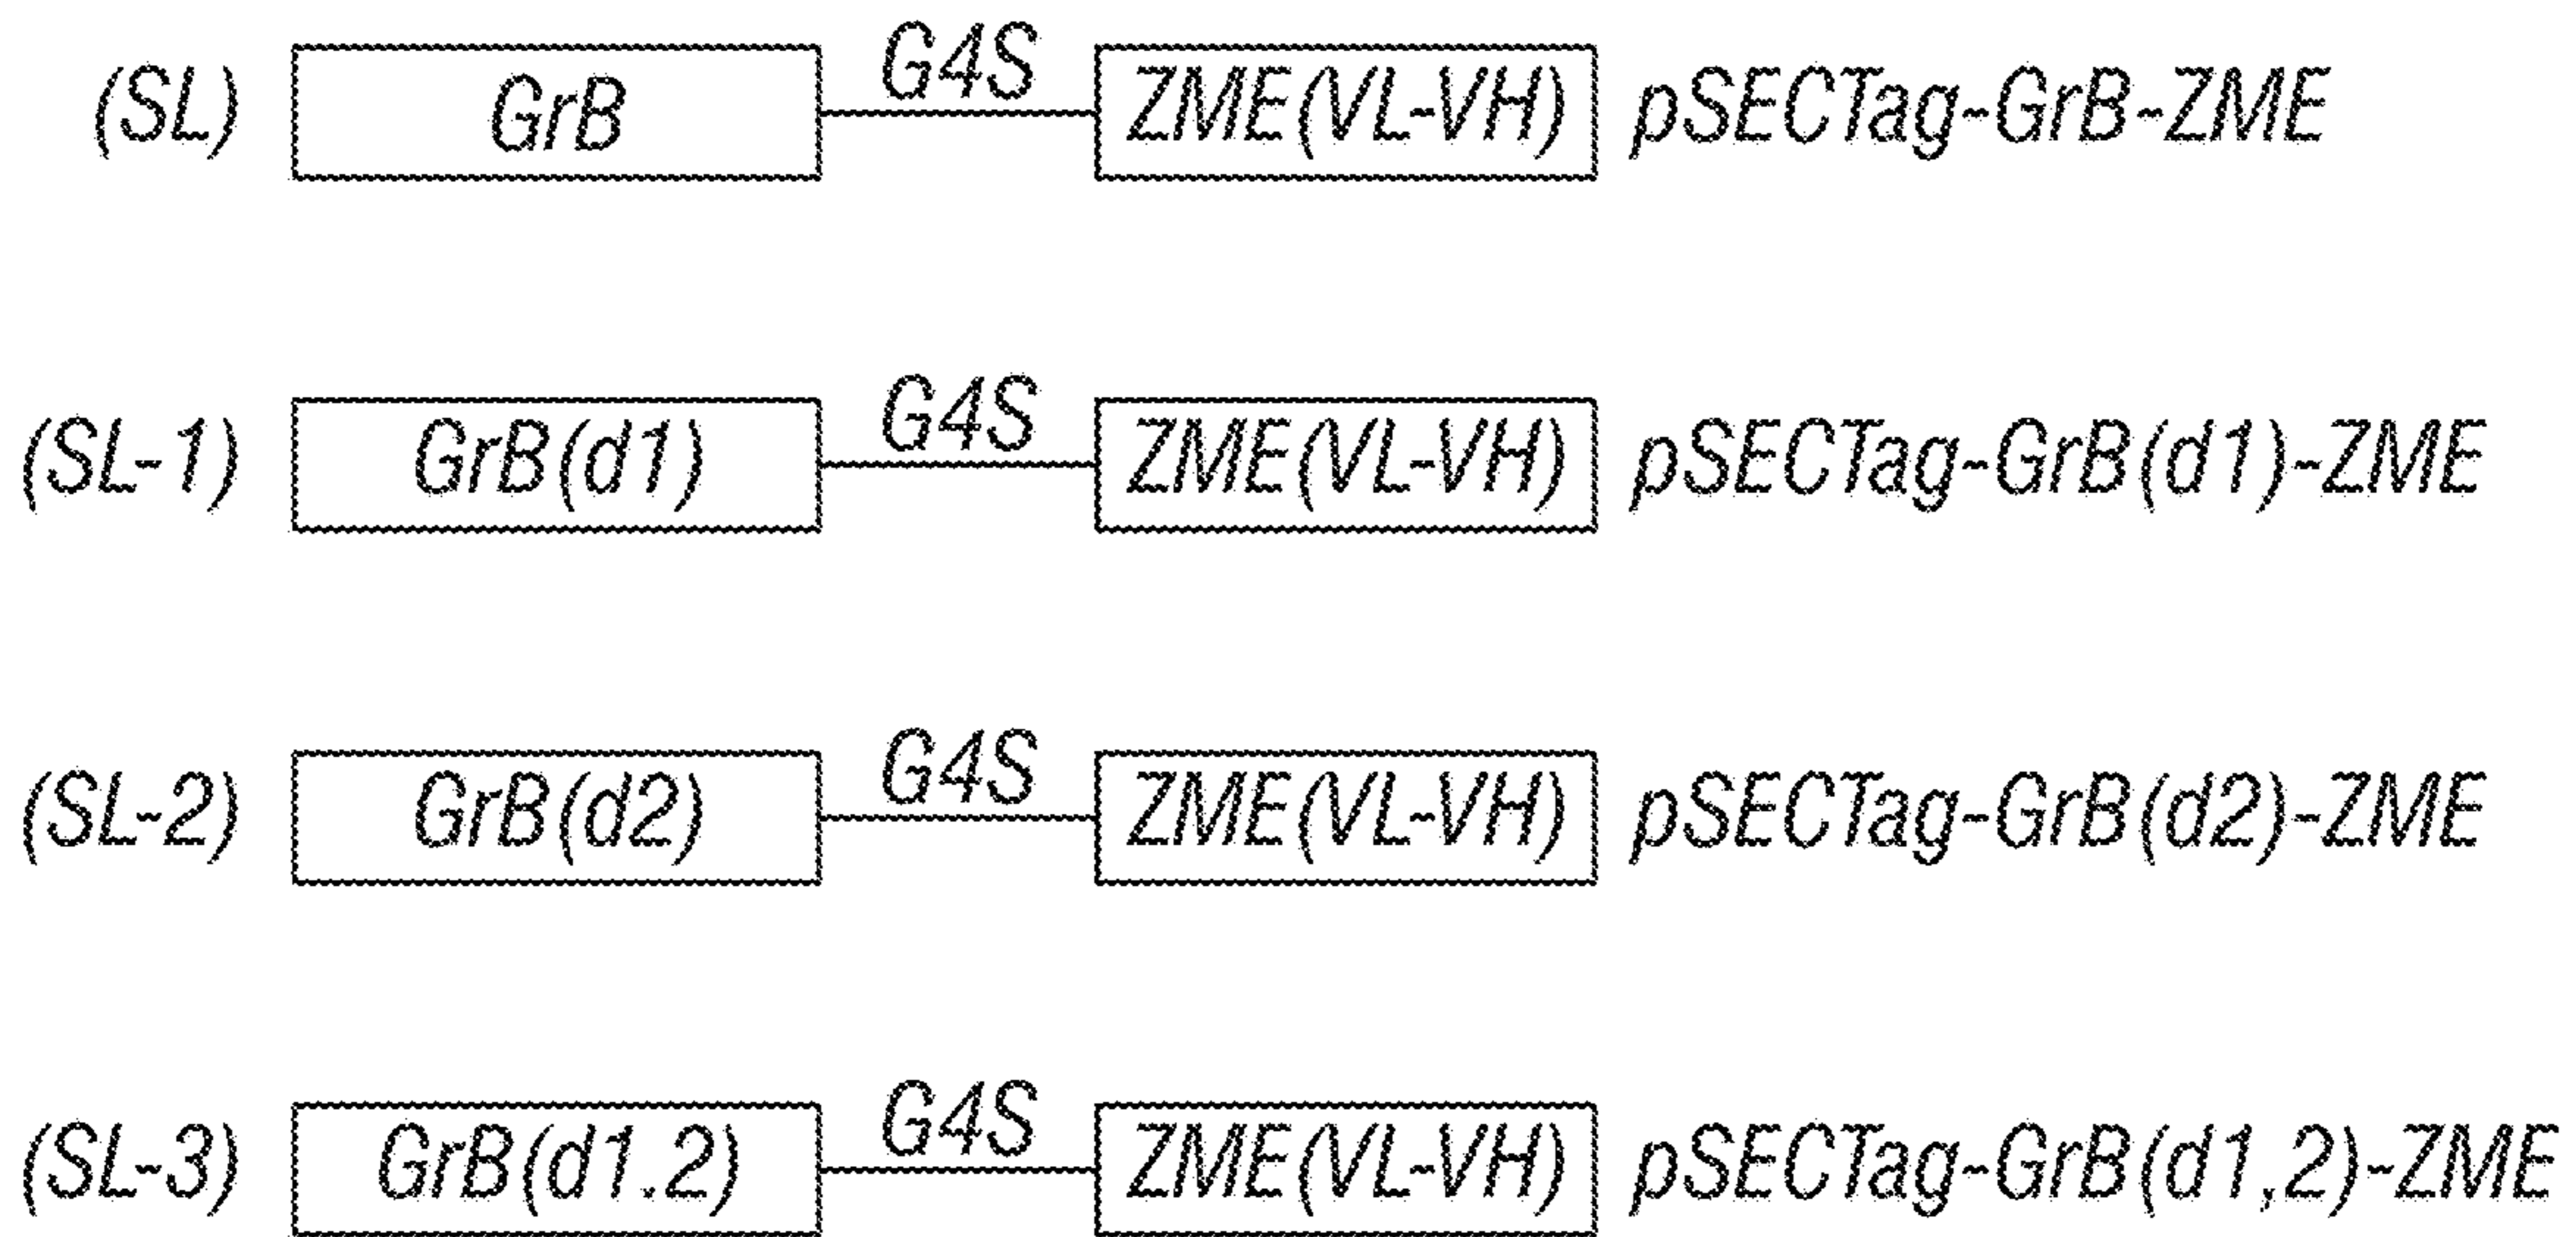 (SL) GrB G4S ZME(VL-VH) pSECTag-GrB-ZME
(SL-1) GrB(d1) G4S ZME(VL-VH) pSECTag-GrB(d1)-ZME
(SL-2) GrB(d2) G4S ZME(VL-VH) pSECTag-GrB(d2)-ZME
(SL-3) GrB(d1.2) G4S ZME(VL-VH) pSECTag-GrB(d1,2)-ZME